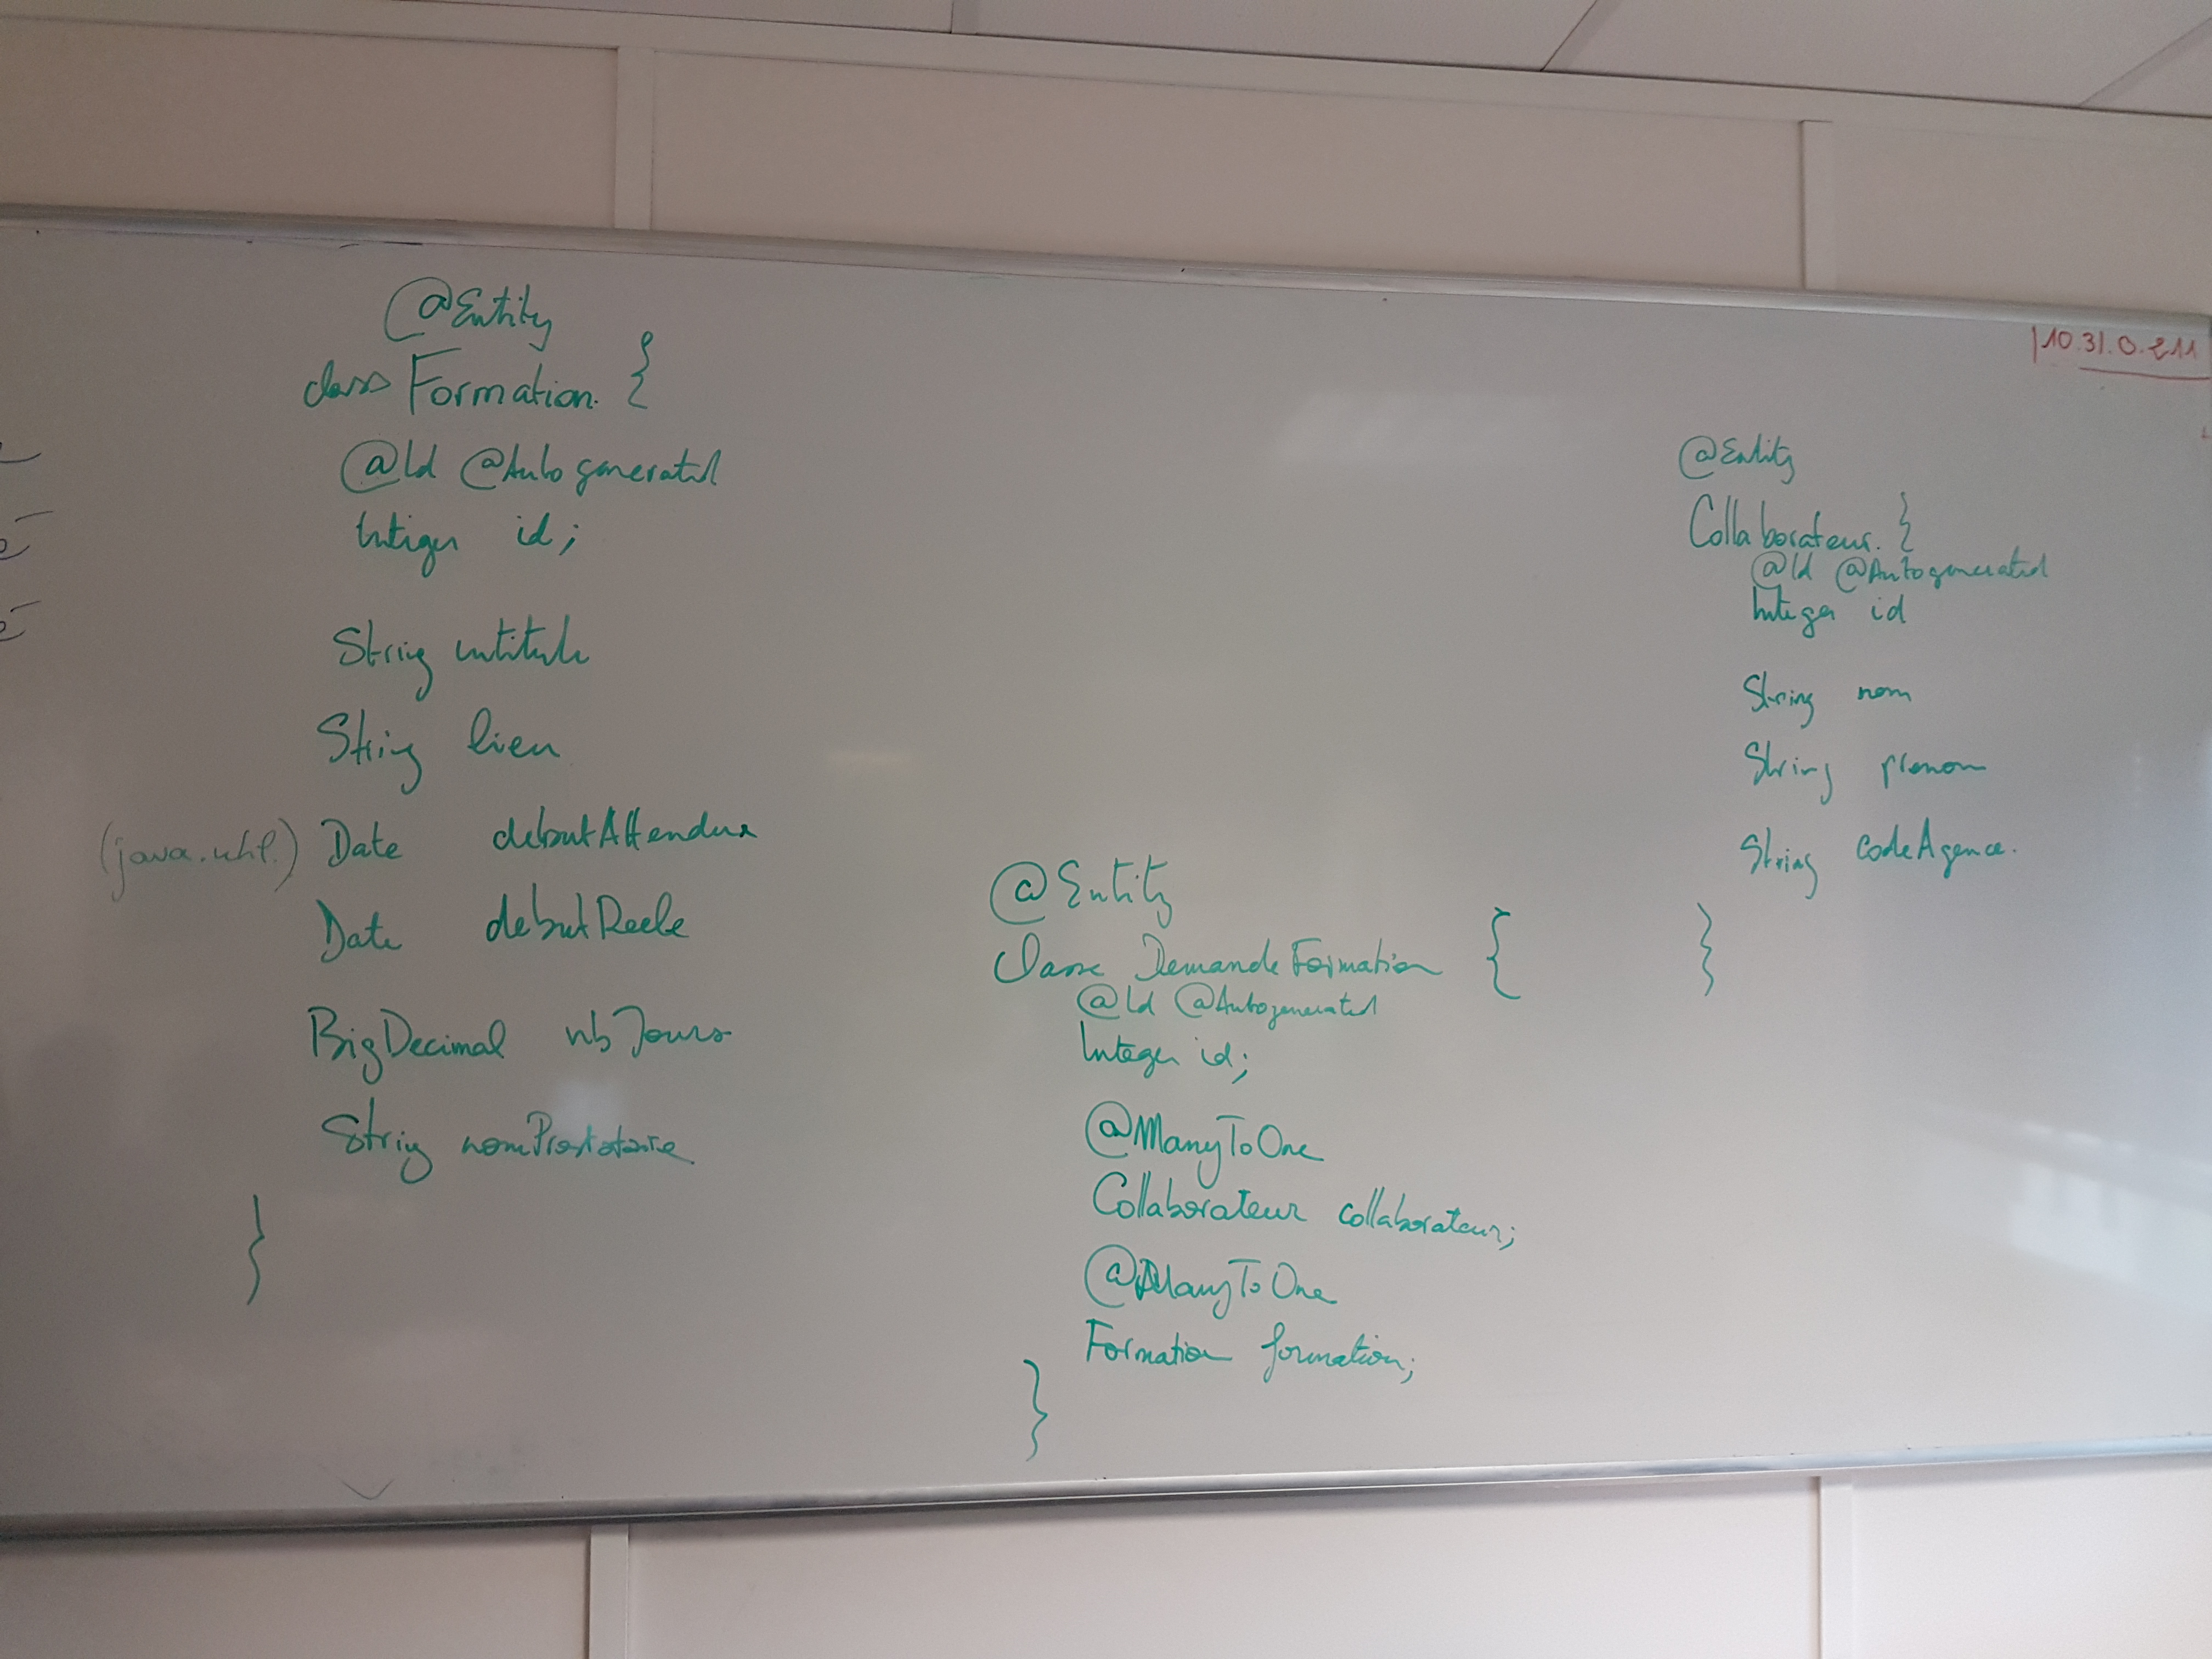 @Entity
class Formation {
@Id @Autogenerated
Integer id;
String intitule
String lieu
(java.util.) Date debutAttendue
Date debutReele
BigDecimal nbJours
String nomPrestataire
}
@Entity
Classe DemandeFormation {
@Id @Autogenerated
Integer id;
@ManyToOne
Collaborateur collaborateur;
@ManyToOne
Formation formation;
}
10.31.0.211
@Entity
Collaborateur. {
@Id @Autogenerated
Integer id
String nom
String prenom
String codeAgence.
}